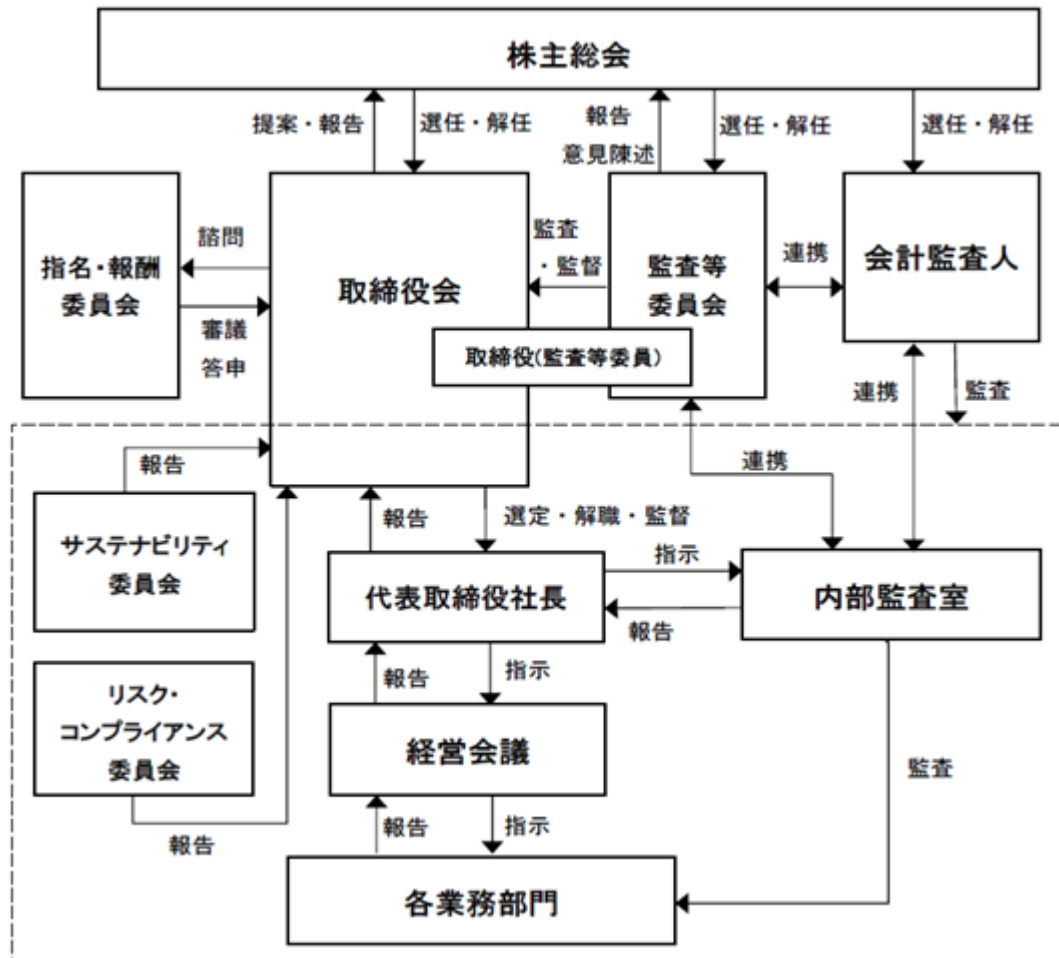 株主総会
提案・報告
選任・解任
報告
意見陳述
選任・解任
選任・解任
指名・報酬
委員会
諮問
審議
答申
取締役会
監査
・監督
監査等
委員会
連携
会計監査人
取締役(監査等委員)
連携
監査
報告
連携
サステナビリティ
委員会
報告
選定・解職・監督
代表取締役社長
指示
報告
内部監査室
リスク・
コンプライアンス
委員会
報告
報告
指示
経営会議
監査
報告
指示
各業務部門